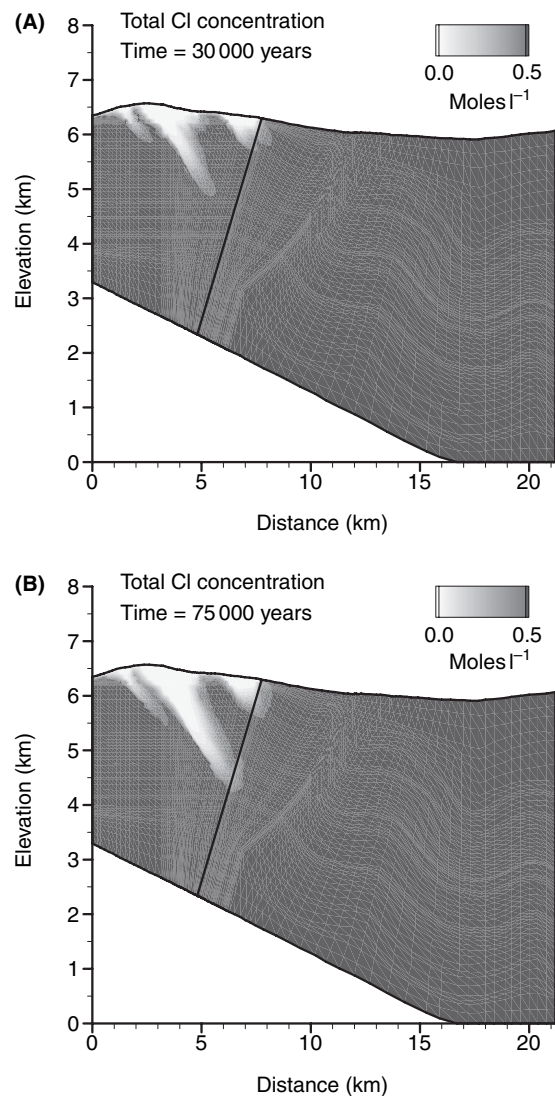 (A)
Total Cl concentration
Time = 30 000 years
0.0 0.5
Moles l⁻¹
8
7
6
5
4
3
2
1
0
Elevation (km)
0 5 10 15 20
Distance (km)
(B)
Total Cl concentration
Time = 75 000 years
0.0 0.5
Moles l⁻¹
8
7
6
5
4
3
2
1
0
Elevation (km)
0 5 10 15 20
Distance (km)